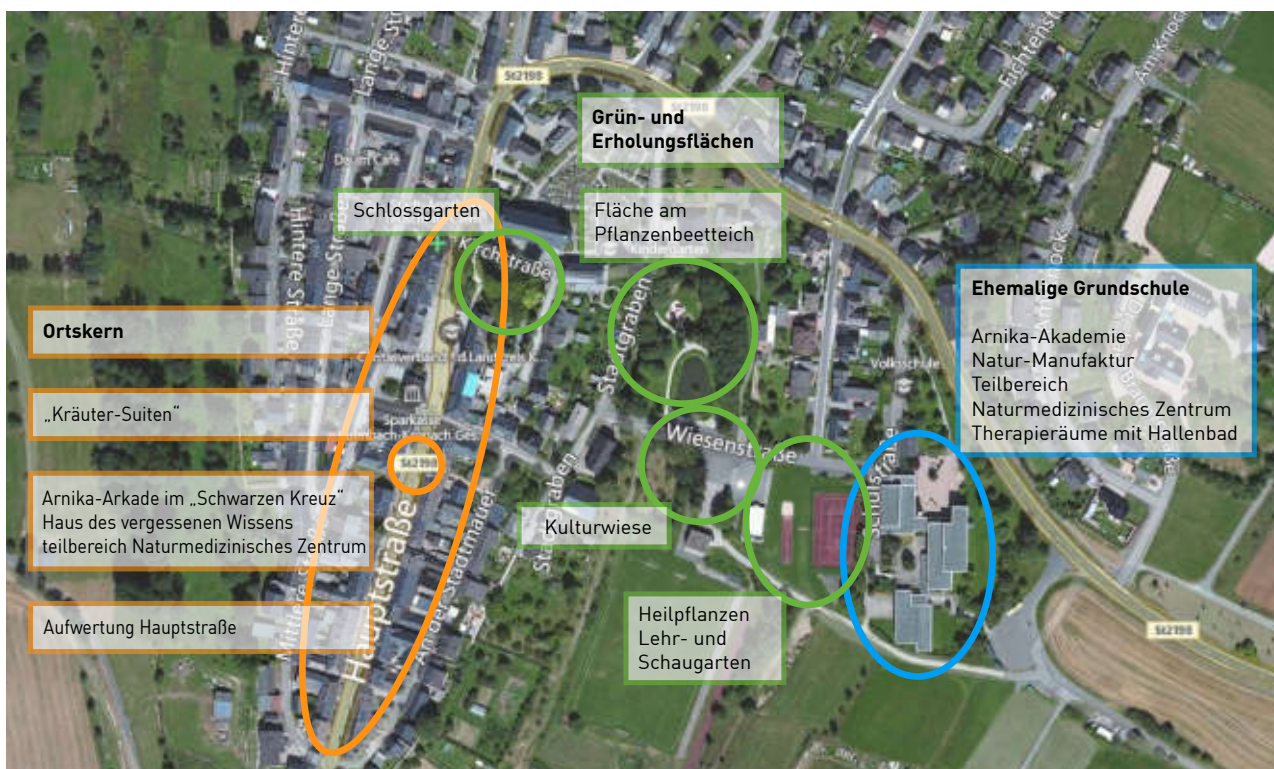 Grün- und
Erholungsflächen
Schlossgarten
Fläche am
Pflanzenbeetteich
Ehemalige Grundschule
Arnika-Akademie
Natur-Manufaktur
Teilbereich
Naturmedizinisches Zentrum
Therapieräume mit Hallenbad
Ortskern
„Kräuter-Suiten“
Arnika-Arkade im „Schwarzen Kreuz“
Haus des vergessenen Wissens
teilbereich Naturmedizinisches Zentrum
Aufwertung Hauptstraße
Kulturwiese
Heilpflanzen
Lehr- und
Schaugarten
St2198
St2198
St2198
St2198
Lange Straße
Hintere Straße
Kirchstraße
Kindergarten
Stadtgraben
Stadtgraben
Wiesenstraße
Volksschule
Schulstraße
Sparkasse
Hauptstraße
An der Stadtmauer
Am Knock